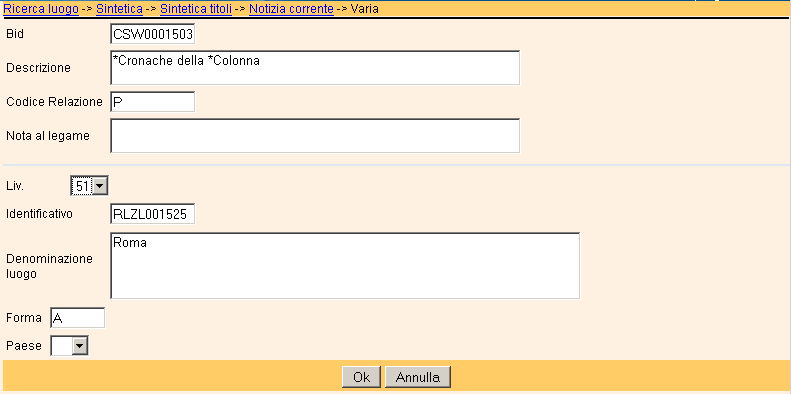 Ricerca luogo -> Sintetica -> Sintetica titoli -> Notizia corrente -> Varia
Bid CSW0001503
Descrizione *Cronache della *Colonna
Codice Relazione P
Nota al legame
Liv. 51
Identificativo RLZL001525
Denominazione luogo Roma
Forma A
Paese
Ok Annulla